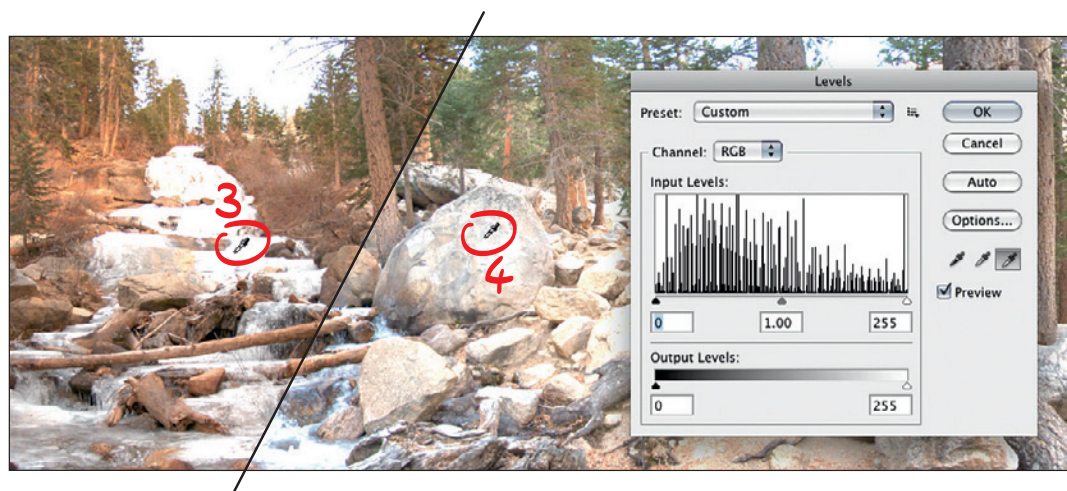 3
4
Levels
Preset: Custom
OK
Channel: RGB
Cancel
Input Levels:
Auto
Options...
Preview
0 1.00 255
Output Levels:
0 255